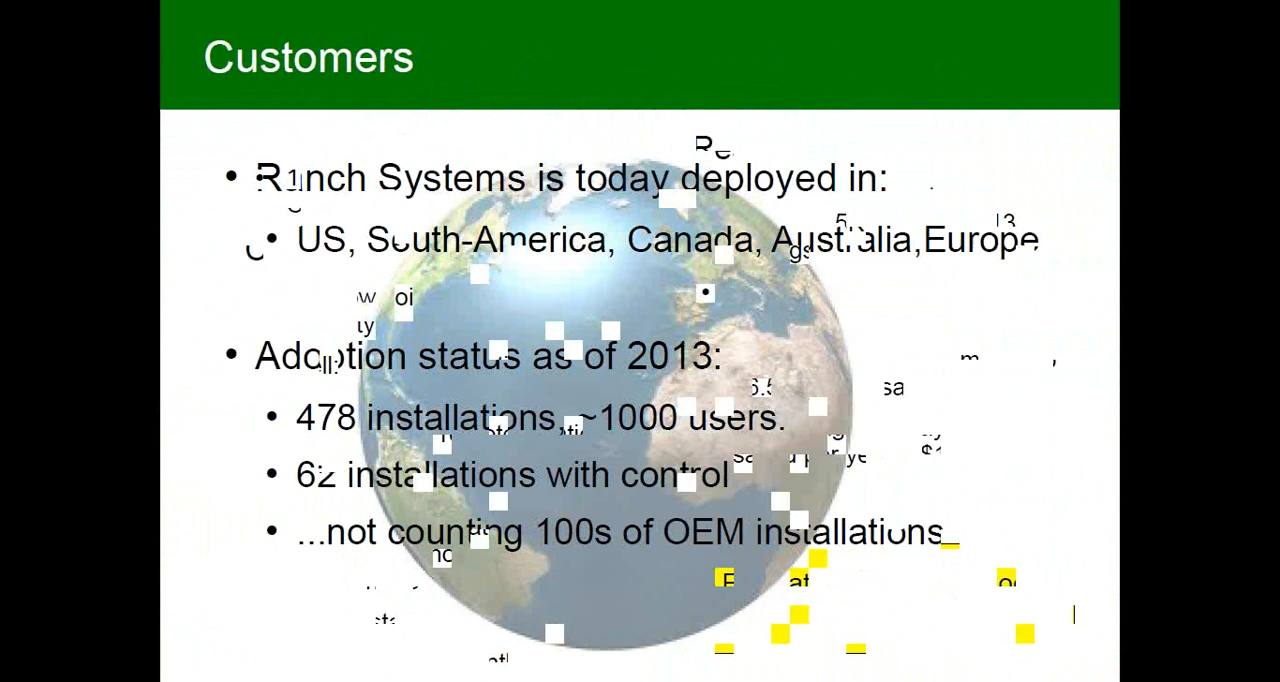 Customers
• Ranch Systems is today deployed in:
• US, South-America, Canada, Australia,Europe
• Adoption status as of 2013:
• 478 installations, ~1000 users.
• 62 installations with control
• ...not counting 100s of OEM installations